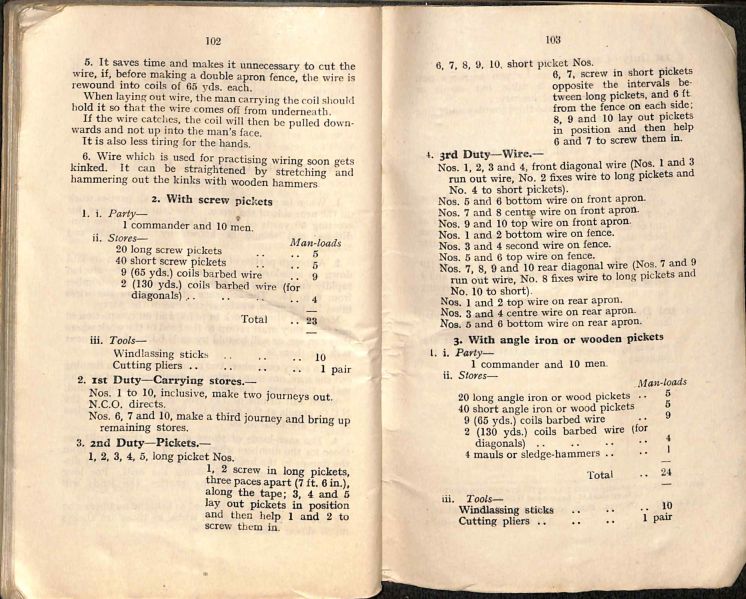 102
5. It saves time and makes it unnecessary to cut the
wire, if, before making a double apron fence, the wire is
rewound into coils of 65 yds. each.
When laying out wire, the man carrying the coil should
hold it so that the wire comes off from underneath.
If the wire catches, the coil will then be pulled down-
wards and not up into the man's face.
It is also less tiring for the hands.
6. Wire which is used for practising wiring soon gets
kinked. It can be straightened by stretching and
hammering out the kinks with wooden hammers
2. With screw pickets
1. i. Party—
1 commander and 10 men.
ii. Stores— Man-loads
20 long screw pickets .. .. 5
40 short screw pickets .. .. 5
9 (65 yds.) coils barbed wire .. 9
2 (130 yds.) coils barbed wire (for
diagonals) .. .. .. .. 4
Total .. 23
iii. Tools—
Windlassing sticks .. .. .. 10
Cutting pliers .. .. .. .. 1 pair
2. 1st Duty—Carrying stores.—
Nos. 1 to 10, inclusive, make two journeys out.
N.C.O. directs.
Nos. 6, 7 and 10, make a third journey and bring up
remaining stores.
3. 2nd Duty—Pickets.—
1, 2, 3, 4, 5, long picket Nos.
1, 2 screw in long pickets,
three paces apart (7 ft. 6 in.),
along the tape; 3, 4 and 5
lay out pickets in position
and then help 1 and 2 to
screw them in.
103
6, 7, 8, 9, 10, short picket Nos.
6, 7, screw in short pickets
opposite the intervals be-
tween long pickets, and 6 ft
from the fence on each side;
8, 9 and 10 lay out pickets
in position and then help
6 and 7 to screw them in.
4. 3rd Duty—Wire.—
Nos. 1, 2, 3 and 4, front diagonal wire (Nos. 1 and 3
run out wire, No. 2 fixes wire to long pickets and
No. 4 to short pickets).
Nos. 5 and 6 bottom wire on front apron.
Nos. 7 and 8 centre wire on front apron.
Nos. 9 and 10 top wire on front apron.
Nos. 1 and 2 bottom wire on fence.
Nos. 3 and 4 second wire on fence.
Nos. 5 and 6 top wire on fence.
Nos. 7, 8, 9 and 10 rear diagonal wire (Nos. 7 and 9
run out wire, No. 8 fixes wire to long pickets and
No. 10 to short).
Nos. 1 and 2 top wire on rear apron.
Nos. 3 and 4 centre wire on rear apron.
Nos. 5 and 6 bottom wire on rear apron.
3. With angle iron or wooden pickets
1. i. Party—
1 commander and 10 men.
ii. Stores— Man-loads
20 long angle iron or wood pickets .. 5
40 short angle iron or wood pickets 5
9 (65 yds.) coils barbed wire .. 9
2 (130 yds.) coils barbed wire (for
diagonals) .. .. .. .. 4
4 mauls or sledge-hammers .. .. 1
Total .. 24
iii. Tools—
Windlassing sticks .. .. .. 10
Cutting pliers .. .. .. 1 pair